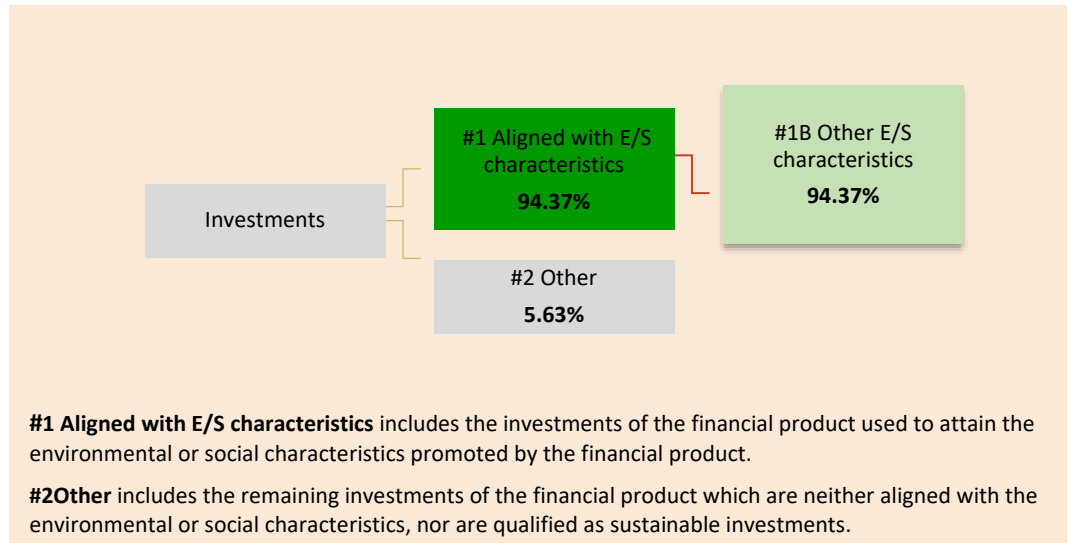 #1 Aligned with E/S
characteristics
94.37%
#1B Other E/S
characteristics
94.37%
Investments
#2 Other
5.63%
#1 Aligned with E/S characteristics includes the investments of the financial product used to attain the
environmental or social characteristics promoted by the financial product.
#2Other includes the remaining investments of the financial product which are neither aligned with the
environmental or social characteristics, nor are qualified as sustainable investments.